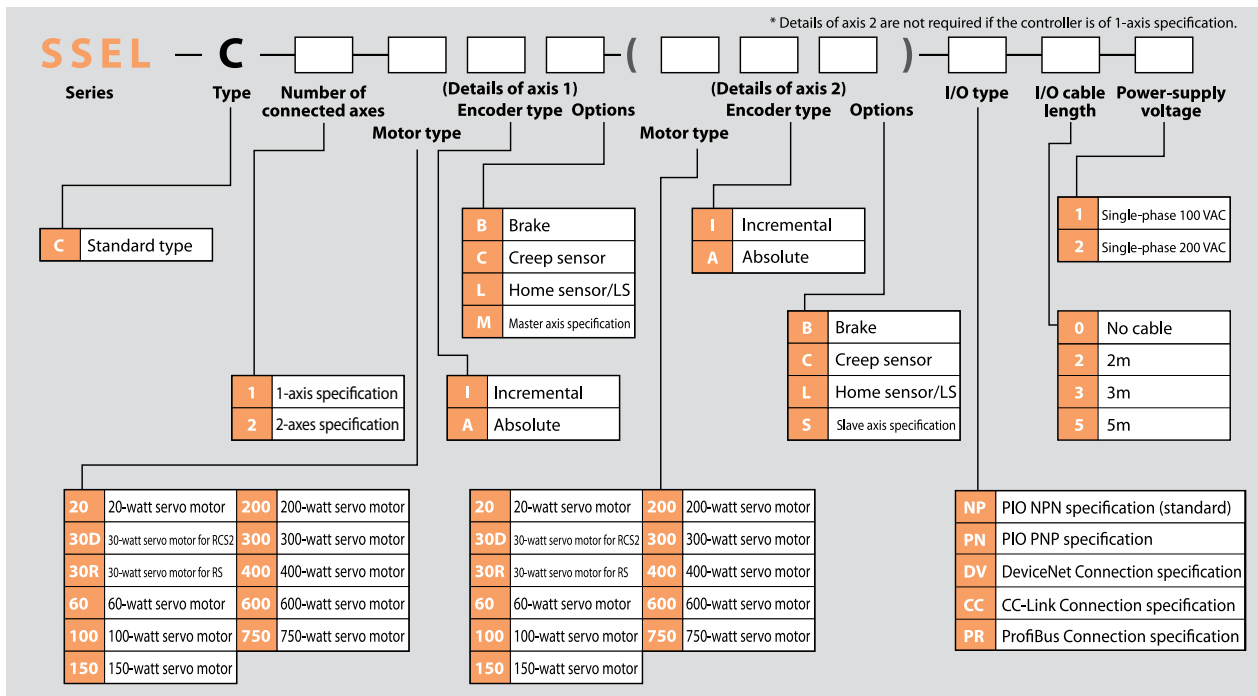 * Details of axis 2 are not required if the controller is of 1-axis specification.
SSEL — C — ( ) —
Series
Type
Number of
connected axes
(Details of axis 1)
Motor type
Encoder type
Options
(Details of axis 2)
Motor type
Encoder type
Options
I/O type
I/O cable
length
Power-supply
voltage
C Standard type
1 1-axis specification
2 2-axes specification
B Brake
C Creep sensor
L Home sensor/LS
M Master axis specification
I Incremental
A Absolute
I Incremental
A Absolute
B Brake
C Creep sensor
L Home sensor/LS
S Slave axis specification
1 Single-phase 100 VAC
2 Single-phase 200 VAC
0 No cable
2 2m
3 3m
5 5m
20 20-watt servo motor 200 200-watt servo motor
30D 30-watt servo motor for RCS2 300 300-watt servo motor
30R 30-watt servo motor for RS 400 400-watt servo motor
60 60-watt servo motor 600 600-watt servo motor
100 100-watt servo motor 750 750-watt servo motor
150 150-watt servo motor
20 20-watt servo motor 200 200-watt servo motor
30D 30-watt servo motor for RCS2 300 300-watt servo motor
30R 30-watt servo motor for RS 400 400-watt servo motor
60 60-watt servo motor 600 600-watt servo motor
100 100-watt servo motor 750 750-watt servo motor
150 150-watt servo motor
NP PIO NPN specification (standard)
PN PIO PNP specification
DV DeviceNet Connection specification
CC CC-Link Connection specification
PR ProfiBus Connection specification